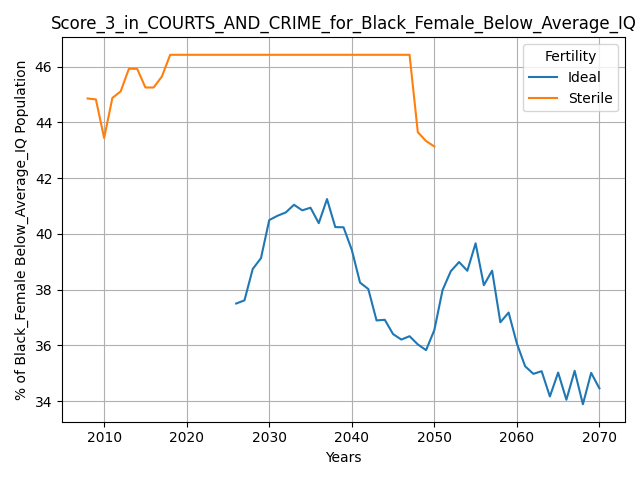 Score_3_in_COURTS_AND_CRIME_for_Black_Female_Below_Average_IQ
% of Black_Female Below_Average_IQ Population
46
44
42
40
38
36
34
Fertility
Ideal
Sterile
2010 2020 2030 2040 2050 2060 2070
Years